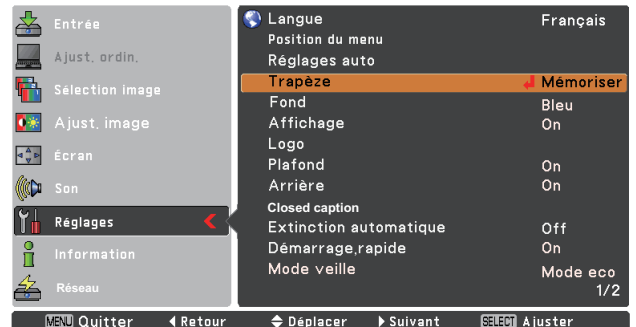 Entrée
Ajust. ordin.
Sélection image
Ajust. image
Écran
Son
Réglages
Information
Réseau
Langue Français
Position du menu
Réglages auto
Trapèze Mémoriser
Fond Bleu
Affichage On
Logo
Plafond On
Arrière On
Closed caption
Extinction automatique Off
Démarrage,rapide On
Mode veille Mode eco
1/2
MENU Quitter Retour Déplacer Suivant SELECT Ajuster